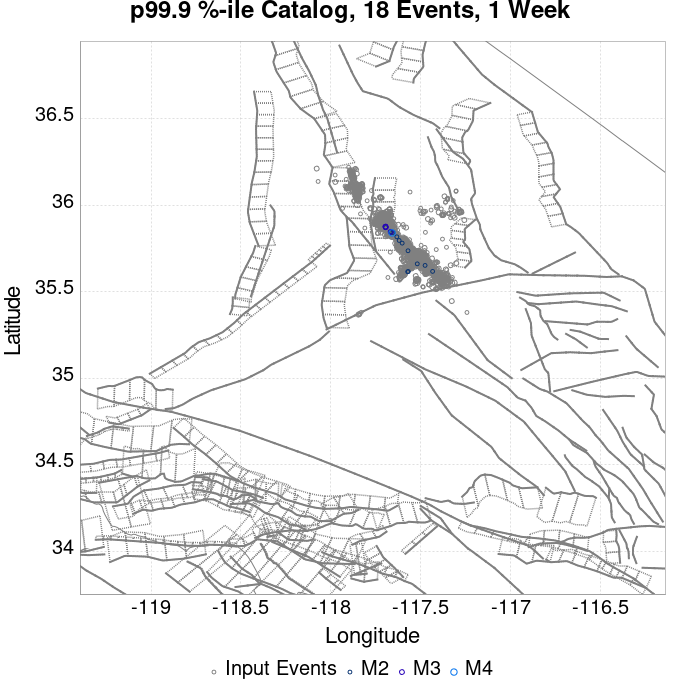 p99.9 %-ile Catalog, 18 Events, 1 Week
36.5
36
35.5
35
34.5
34
Latitude
-119 -118.5 -118 -117.5 -117 -116.5
Longitude
Input Events M2 M3 M4